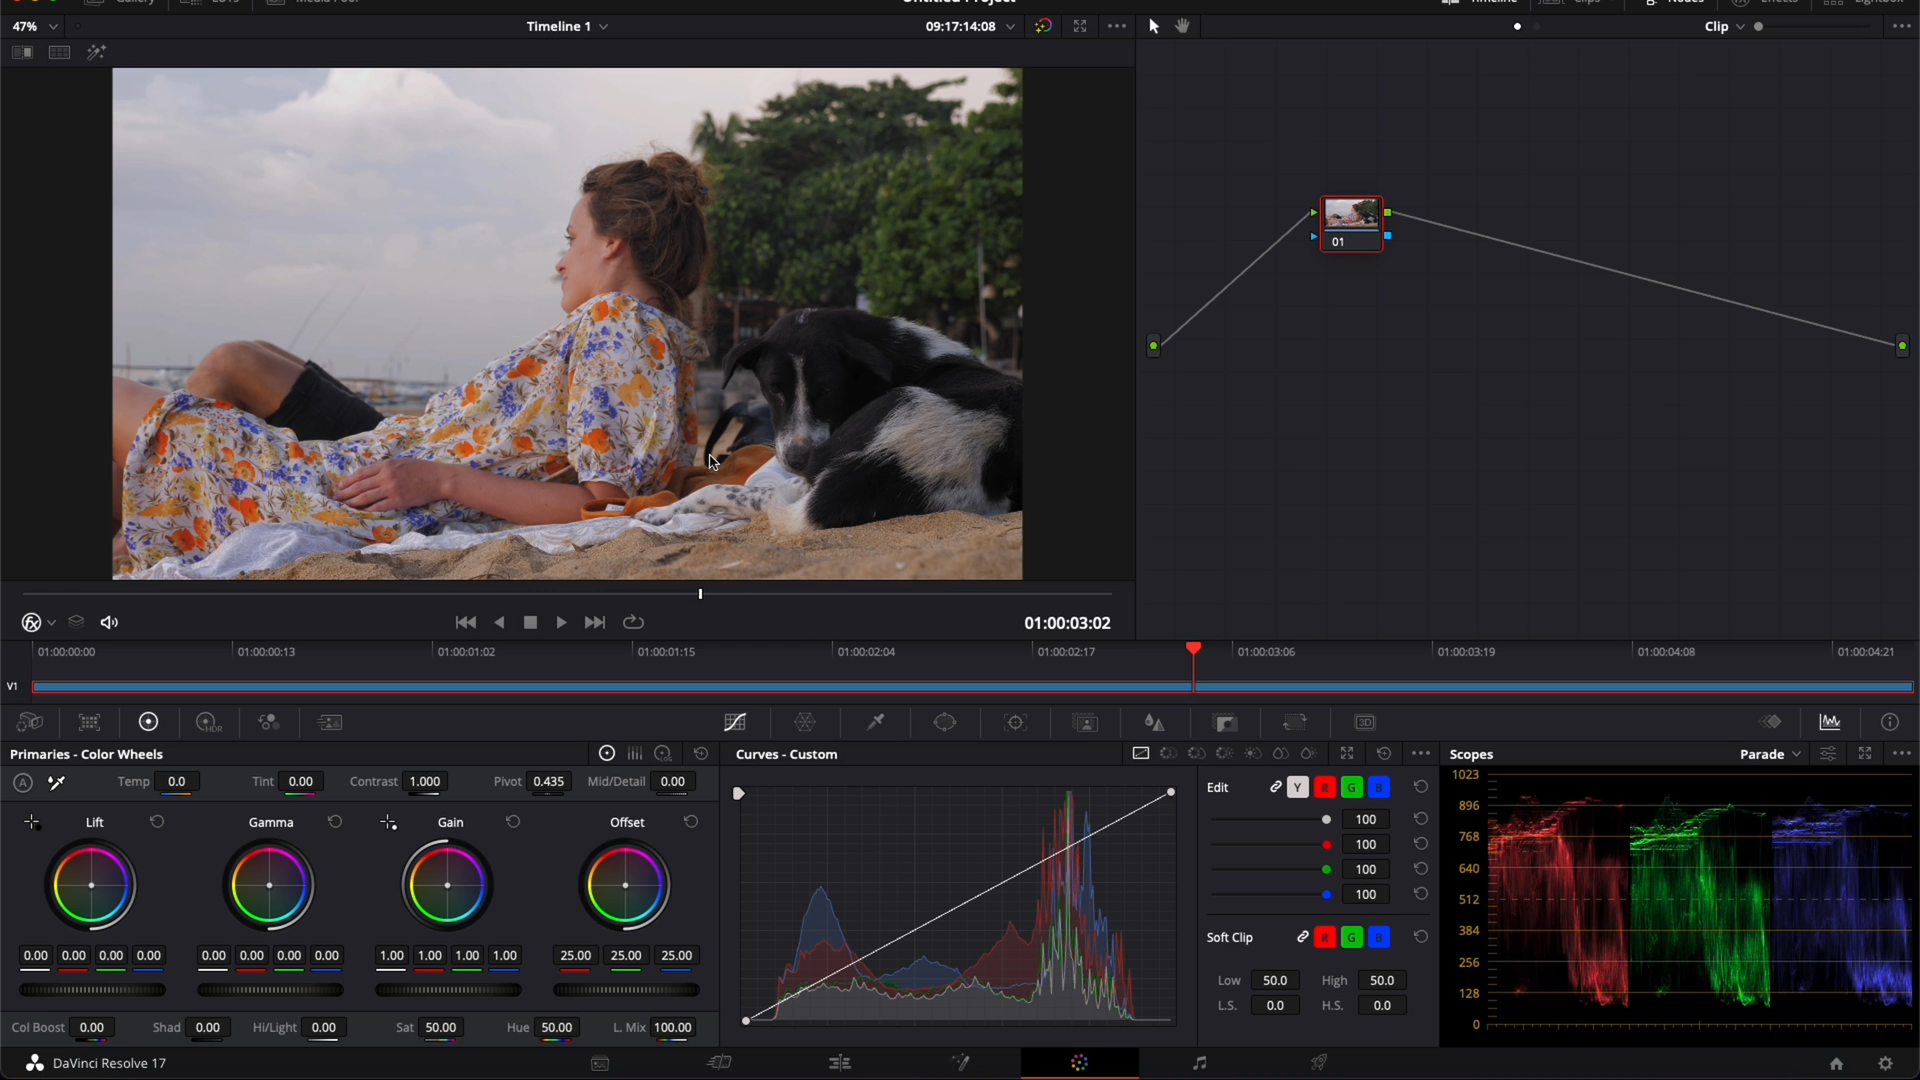 Gallery LUTs Media Pool Untitled Project Timeline Clips Nodes Effects Lightbox
47% Timeline 1 09:17:14:08 Clip
01
01:00:03:02
01:00:00:00 01:00:00:13 01:00:01:02 01:00:01:15 01:00:02:04 01:00:02:17 01:00:03:06 01:00:03:19 01:00:04:08 01:00:04:21
V1
HDR 3D
Primaries - Color Wheels
A Temp 0.0 Tint 0.00 Contrast 1.000 Pivot 0.435 Mid/Detail 0.00
Lift Gamma Gain Offset
0.00 0.00 0.00 0.00 0.00 0.00 0.00 0.00 1.00 1.00 1.00 1.00 25.00 25.00 25.00
Col Boost 0.00 Shad 0.00 Hi/Light 0.00 Sat 50.00 Hue 50.00 L. Mix 100.00
Curves - Custom
Edit Y R G B
100
100
100
100
Soft Clip R G B
Low 50.0 High 50.0
L.S. 0.0 H.S. 0.0
Scopes Parade
1023
896
768
640
512
384
256
128
0
DaVinci Resolve 17